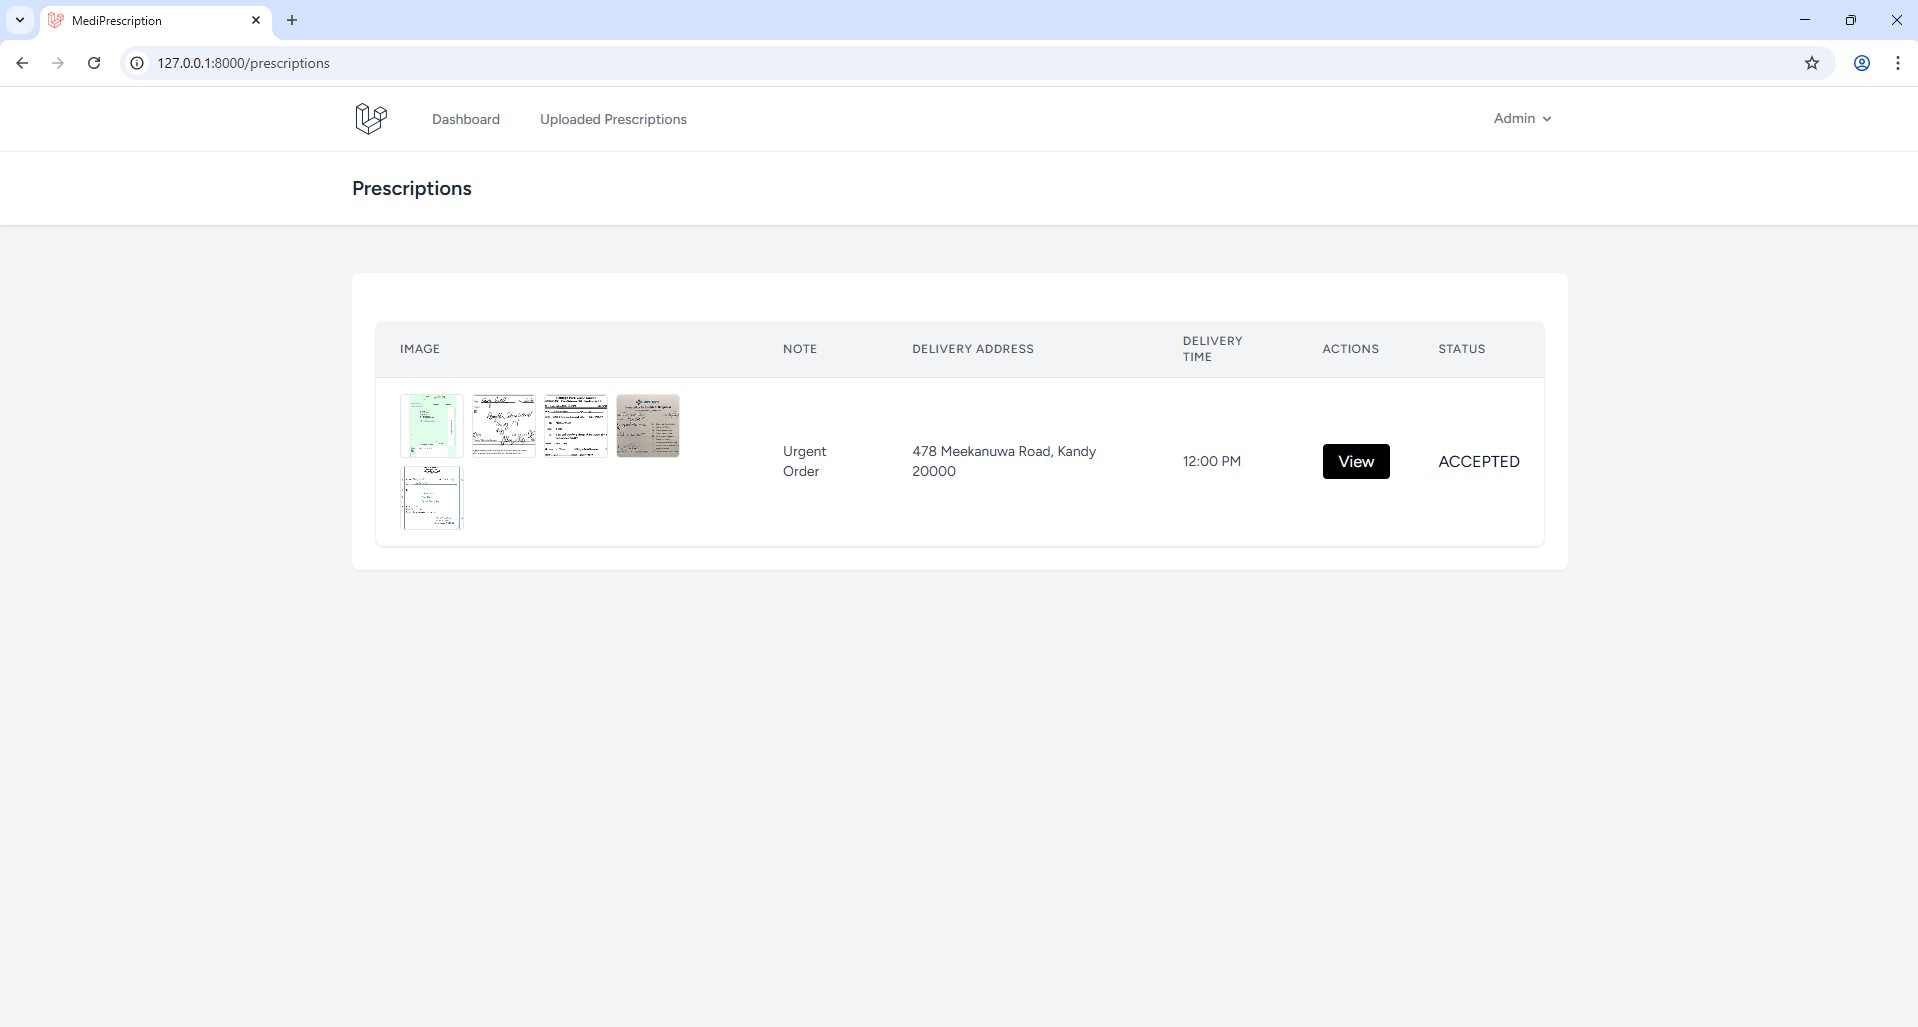 MediPrescription
127.0.0.1:8000/prescriptions
Dashboard
Uploaded Prescriptions
Admin
Prescriptions
IMAGE
NOTE
DELIVERY ADDRESS
DELIVERY
TIME
ACTIONS
STATUS
Urgent
Order
478 Meekanuwa Road, Kandy
20000
12:00 PM
View
ACCEPTED